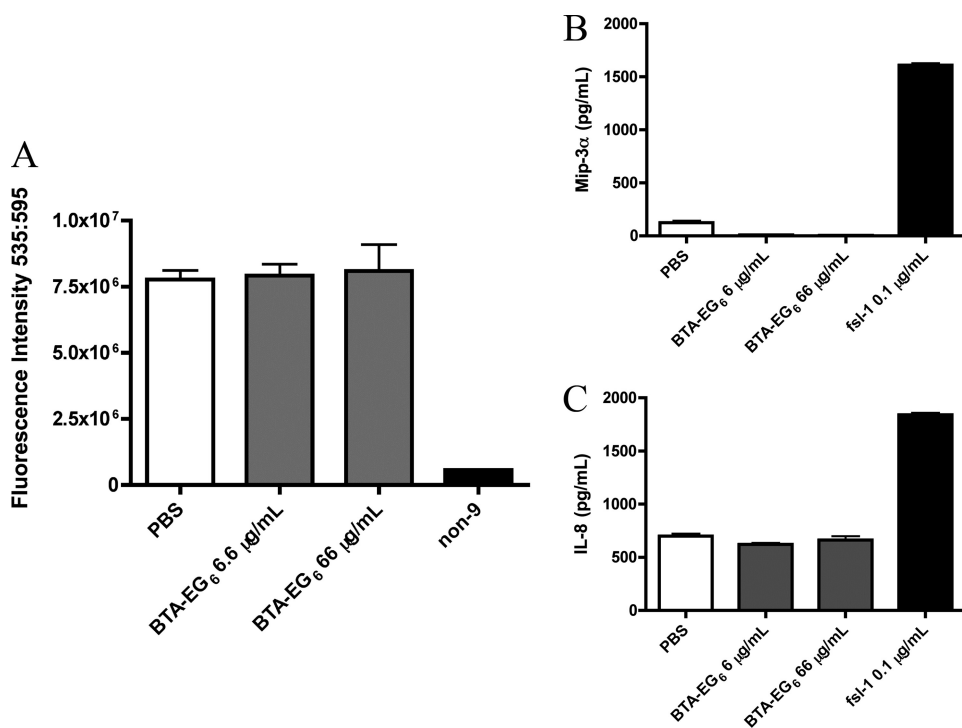 A
Fluorescence Intensity 535:595
1.0x10⁷
7.5x10⁶
5.0x10⁶
2.5x10⁶
0
PBS
BTA-EG₆ 6.6 μg/mL
BTA-EG₆ 66 μg/mL
non-9
B
Mip-3α (pg/mL)
2000
1500
1000
500
0
PBS
BTA-EG₆ 6 μg/mL
BTA-EG₆ 66 μg/mL
fsl-1 0.1 μg/mL
C
IL-8 (pg/mL)
2000
1500
1000
500
0
PBS
BTA-EG₆ 6 μg/mL
BTA-EG₆ 66 μg/mL
fsl-1 0.1 μg/mL